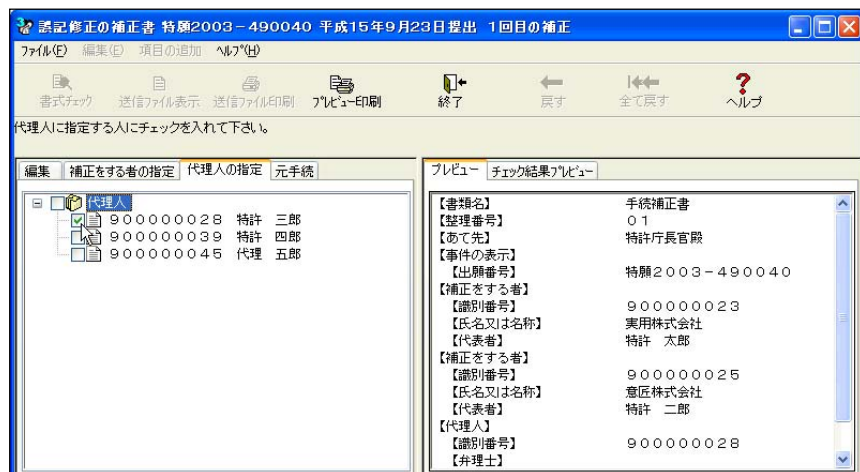 誤記修正の補正書 特願2003－490040 平成15年9月23日提出 1回目の補正
ファイル(F) 編集(E) 項目の追加 ヘルプ(H)
書式チェック 送信ファイル表示 送信ファイル印刷 プレビュー印刷 終了 戻す 全て戻す ヘルプ
代理人に指定する人にチェックを入れて下さい。
編集 補正をする者の指定 代理人の指定 元手続
代理人
900000028 特許 三郎
900000039 特許 四郎
900000045 代理 五郎
プレビュー チェック結果プレビュー
【書類名】 手続補正書
【整理番号】 01
【あて先】 特許庁長官殿
【事件の表示】
【出願番号】 特願2003－490040
【補正をする者】
【識別番号】 900000023
【氏名又は名称】 実用株式会社
【代表者】 特許 太郎
【補正をする者】
【識別番号】 900000025
【氏名又は名称】 意匠株式会社
【代表者】 特許 二郎
【代理人】
【識別番号】 900000028
【弁理士】